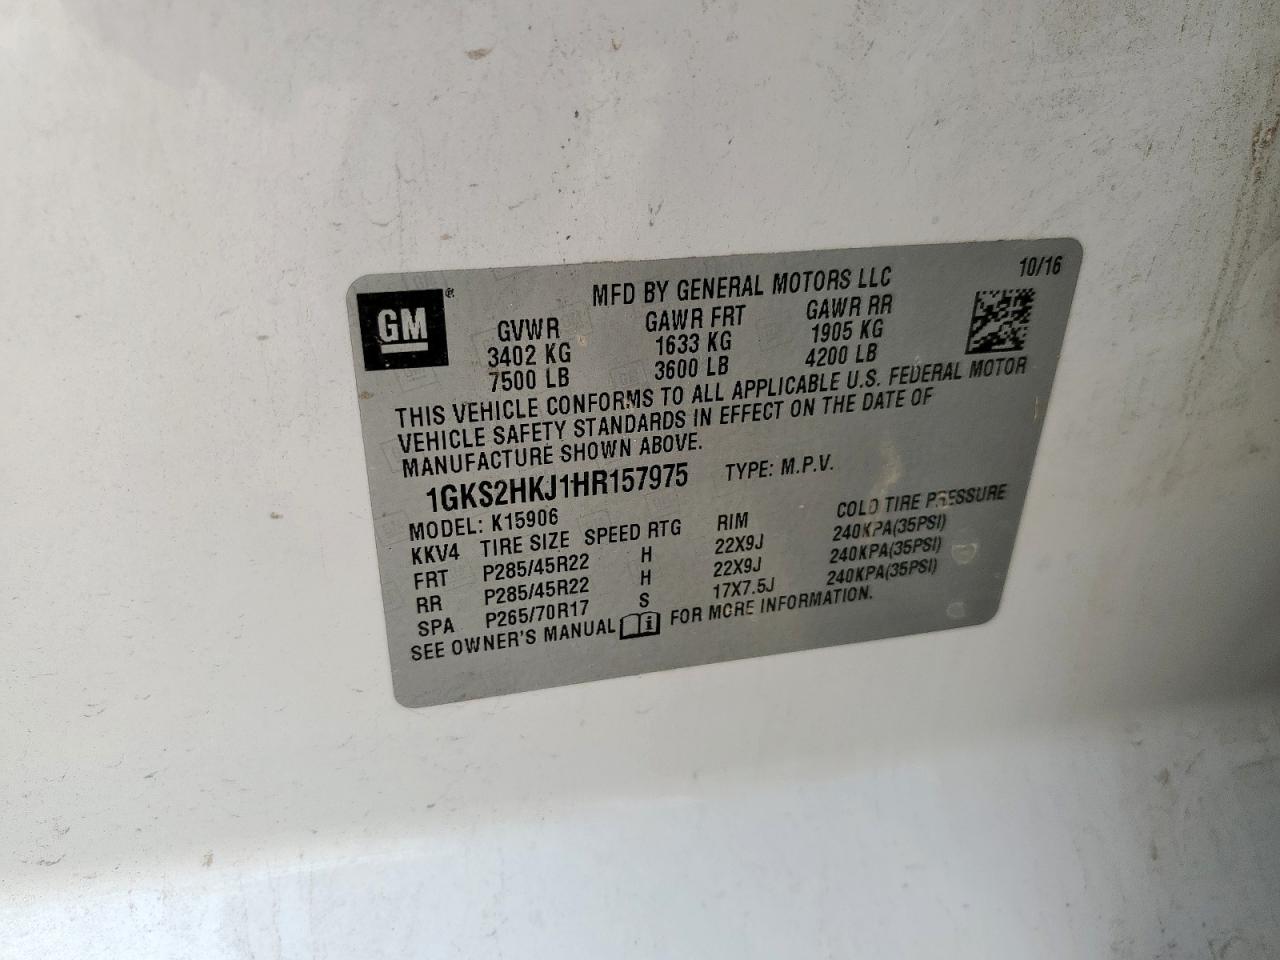 GM ®
MFD BY GENERAL MOTORS LLC
10/16
GVWR GAWR FRT GAWR RR
3402 KG 1633 KG 1905 KG
7500 LB 3600 LB 4200 LB
THIS VEHICLE CONFORMS TO ALL APPLICABLE U.S. FEDERAL MOTOR
VEHICLE SAFETY STANDARDS IN EFFECT ON THE DATE OF
MANUFACTURE SHOWN ABOVE.
1GKS2HKJ1HR157975 TYPE: M.P.V.
MODEL: K15906
KKV4 TIRE SIZE SPEED RTG RIM COLD TIRE PRESSURE
FRT P285/45R22 H 22X9J 240KPA(35PSI)
RR P285/45R22 H 22X9J 240KPA(35PSI)
SPA P265/70R17 S 17X7.5J 240KPA(35PSI)
SEE OWNER'S MANUAL i FOR MORE INFORMATION.